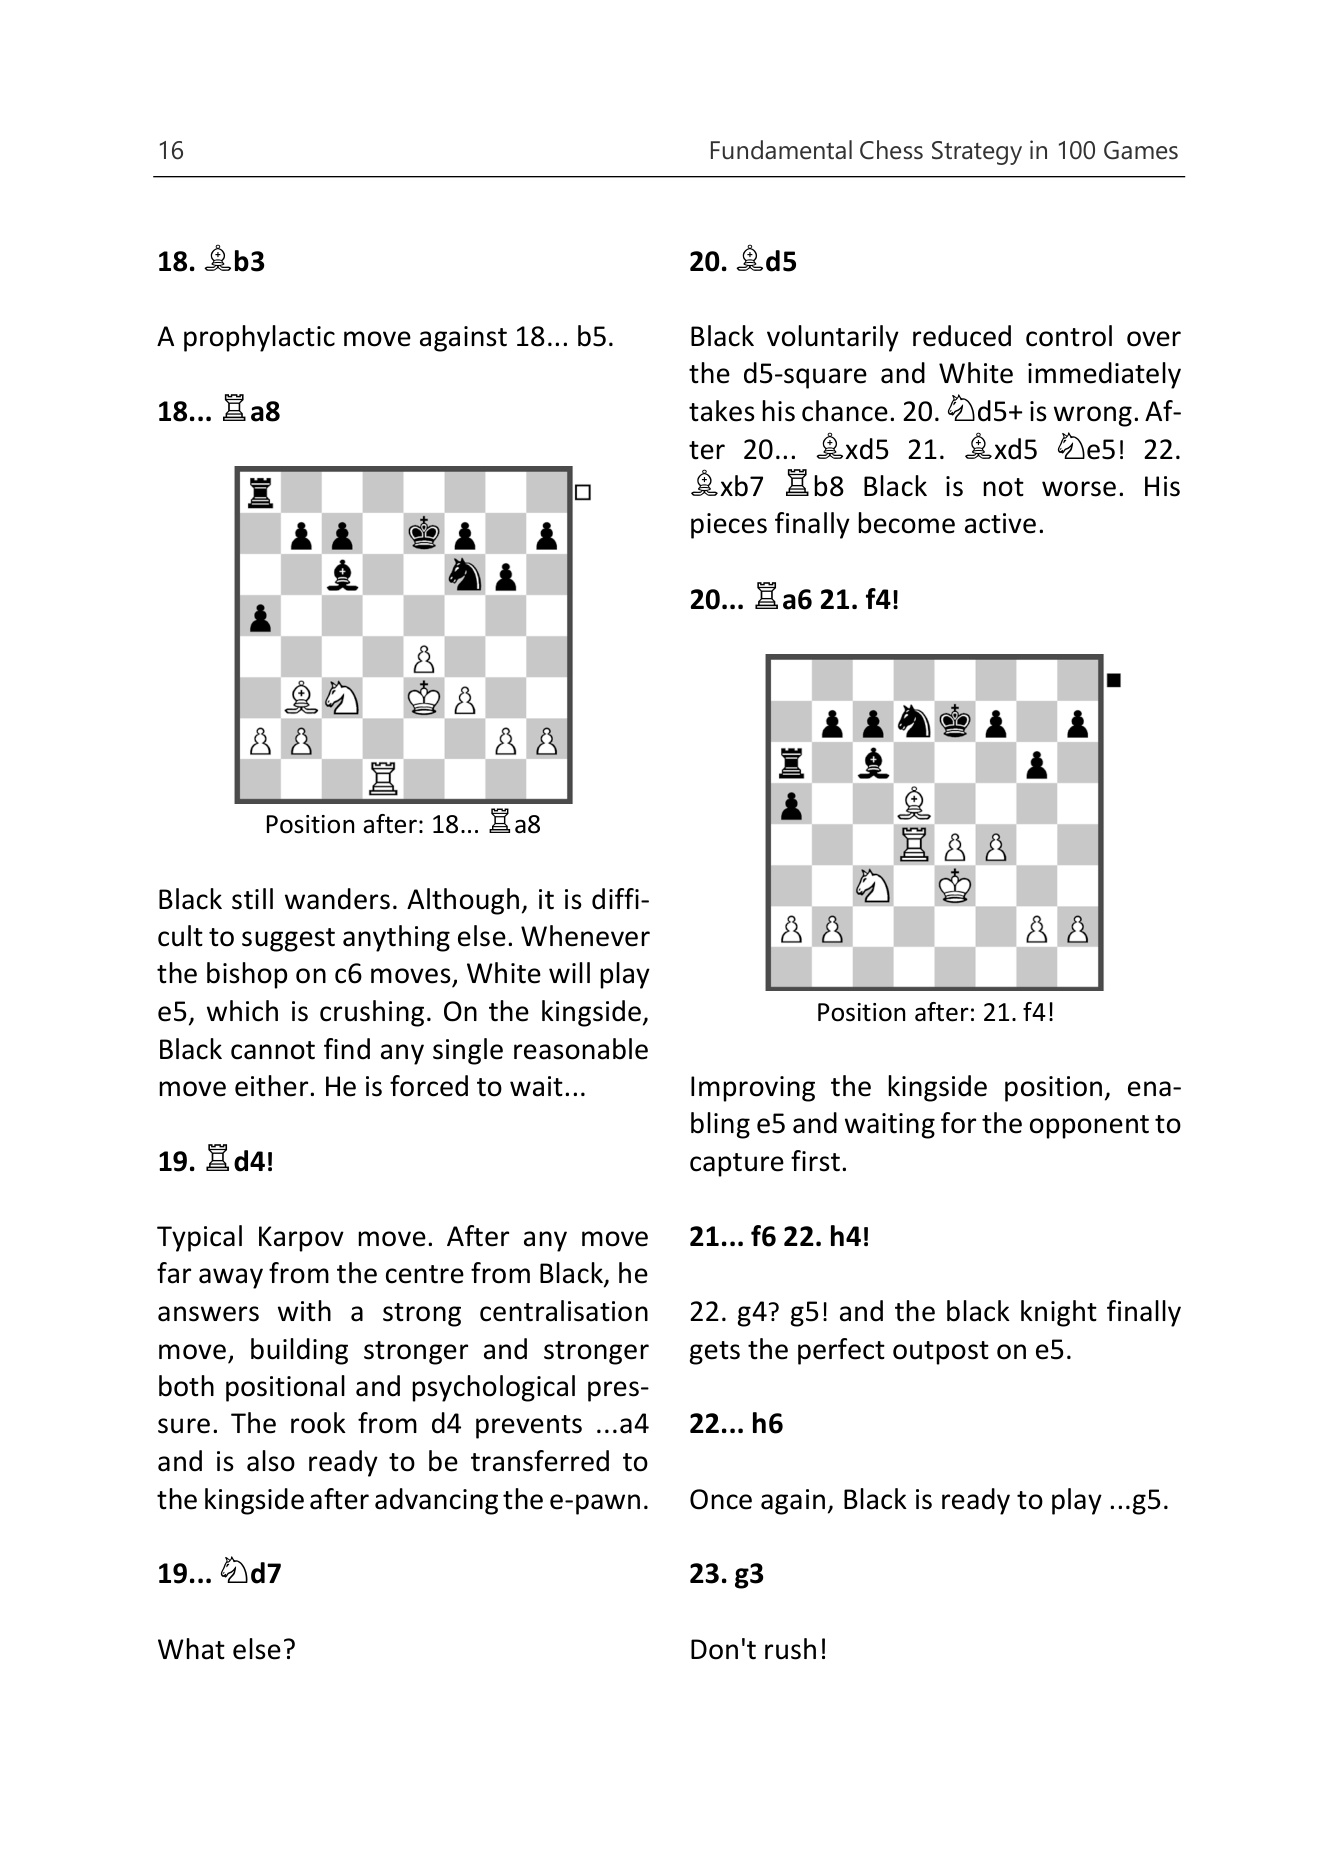 16
Fundamental Chess Strategy in 100 Games
18. ♗b3
A prophylactic move against 18... b5.
18... ♖a8
Position after: 18... ♖a8
Black still wanders. Although, it is diffi-
cult to suggest anything else. Whenever
the bishop on c6 moves, White will play
e5, which is crushing. On the kingside,
Black cannot find any single reasonable
move either. He is forced to wait...
19. ♖d4!
Typical Karpov move. After any move
far away from the centre from Black, he
answers with a strong centralisation
move, building stronger and stronger
both positional and psychological pres-
sure. The rook from d4 prevents ...a4
and is also ready to be transferred to
the kingside after advancing the e-pawn.
19... ♘d7
What else?
20. ♗d5
Black voluntarily reduced control over
the d5-square and White immediately
takes his chance. 20. ♘d5+ is wrong. Af-
ter 20... ♗xd5 21. ♗xd5 ♘e5! 22.
♗xb7 ♖b8 Black is not worse. His
pieces finally become active.
20... ♖a6 21. f4!
Position after: 21. f4!
Improving the kingside position, ena-
bling e5 and waiting for the opponent to
capture first.
21... f6 22. h4!
22. g4? g5! and the black knight finally
gets the perfect outpost on e5.
22... h6
Once again, Black is ready to play ...g5.
23. g3
Don't rush!